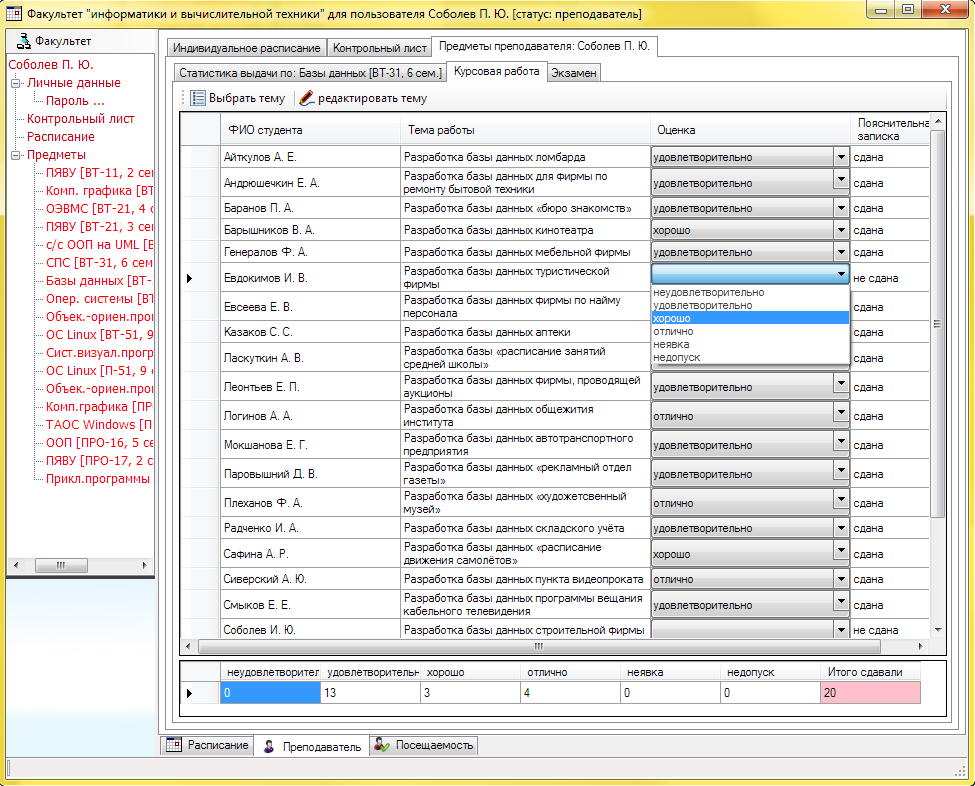 Факультет "информатики и вычислительной техники" для пользователя Соболев П. Ю. [статус: преподаватель]
Факультет
Соболев П. Ю.
Личные данные
Пароль ...
Контрольный лист
Расписание
Предметы
ПЯВУ [ВТ-11, 2 сем
Комп. графика [ВТ
ОЭВМС [ВТ-21, 4 с
ПЯВУ [ВТ-21, 3 сем
с/с ООП на UML [В
СПС [ВТ-31, 6 сем
Базы данных [ВТ-
Опер. системы [ВТ
Объек.-ориен.прог
ОС Linux [ВТ-51, 9
Сист.визуал.прогр
ОС Linux [П-51, 9 с
Объек.-ориен.прог
Комп.графика [ПР
ТАОС Windows [П
ООП [ПРО-16, 5 се
ПЯВУ [ПРО-17, 2 с
Прикл.программы
Индивидуальное расписание Контрольный лист Предметы преподавателя: Соболев П. Ю.
Статистика выдачи по: Базы данных [ВТ-31, 6 сем.] Курсовая работа Экзамен
Выбрать тему редактировать тему
ФИО студента Тема работы Оценка Пояснительна
записка
Айткулов А. Е. Разработка базы данных ломбарда удовлетворительно сдана
Андрюшечкин Е. А. Разработка базы данных для фирмы по
ремонту бытовой техники удовлетворительно сдана
Баранов П. А. Разработка базы данных «бюро знакомств» удовлетворительно сдана
Барышников В. А. Разработка базы данных кинотеатра хорошо сдана
Генералов Ф. А. Разработка базы данных мебельной фирмы удовлетворительно сдана
Евдокимов И. В. Разработка базы данных туристической
фирмы не сдана
неудовлетворительно
удовлетворительно
хорошо
отлично
неявка
недопуск
Евсеева Е. В. Разработка базы данных фирмы по найму
персонала сдана
Казаков С. С. Разработка базы данных аптеки сдана
Ласкуткин А. В. Разработка базы «расписание занятий
средней школы» сдана
Леонтьев Е. П. Разработка базы данных фирмы, проводящей
аукционы удовлетворительно сдана
Логинов А. А. Разработка базы данных общежития
института отлично сдана
Мокшанова Е. Г. Разработка базы данных автотранспортного
предприятия удовлетворительно сдана
Паровышний Д. В. Разработка базы данных «рекламный отдел
газеты» удовлетворительно сдана
Плеханов Ф. А. Разработка базы данных «художетсвенный
музей» отлично сдана
Радченко И. А. Разработка базы данных складского учёта удовлетворительно сдана
Сафина А. Р. Разработка базы данных «расписание
движения самолётов» хорошо сдана
Сиверский А. Ю. Разработка базы данных пункта видеопроката отлично сдана
Смыков Е. Е. Разработка базы данных программы вещания
кабельного телевидения удовлетворительно сдана
Соболев И. Ю. Разработка базы данных строительной фирмы не сдана
неудовлетворител удовлетворительн хорошо отлично неявка недопуск Итого сдавали
0 13 3 4 0 0 20
Расписание Преподаватель Посещаемость